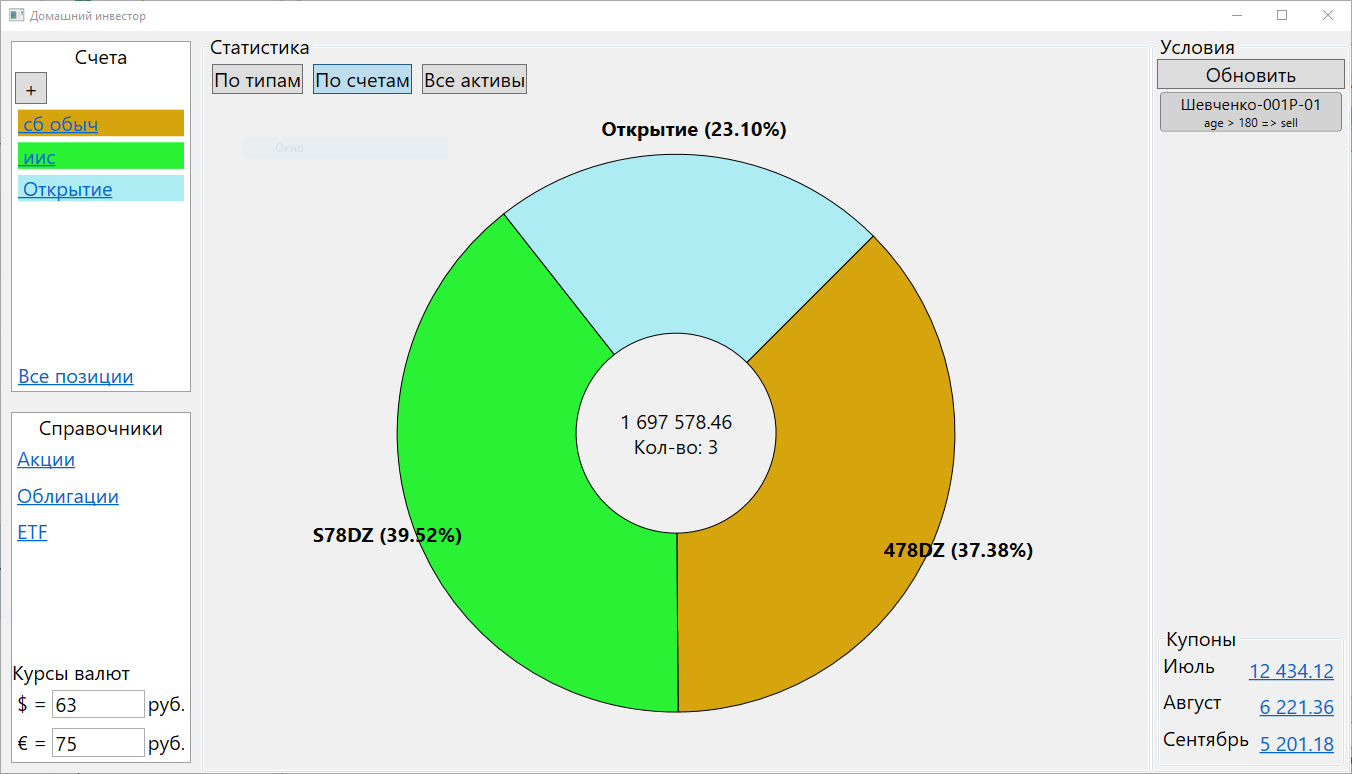 Домашний инвестор
Счета
+
сб обыч
иис
Открытие
Все позиции
Справочники
Акции
Облигации
ETF
Курсы валют
$ = 63 руб.
€ = 75 руб.
Статистика
По типам По счетам Все активы
Окно
Открытие (23.10%)
1 697 578.46
Кол-во: 3
S78DZ (39.52%)
478DZ (37.38%)
Условия
Обновить
Шевченко-001P-01
age > 180 => sell
Купоны
Июль 12 434.12
Август 6 221.36
Сентябрь 5 201.18